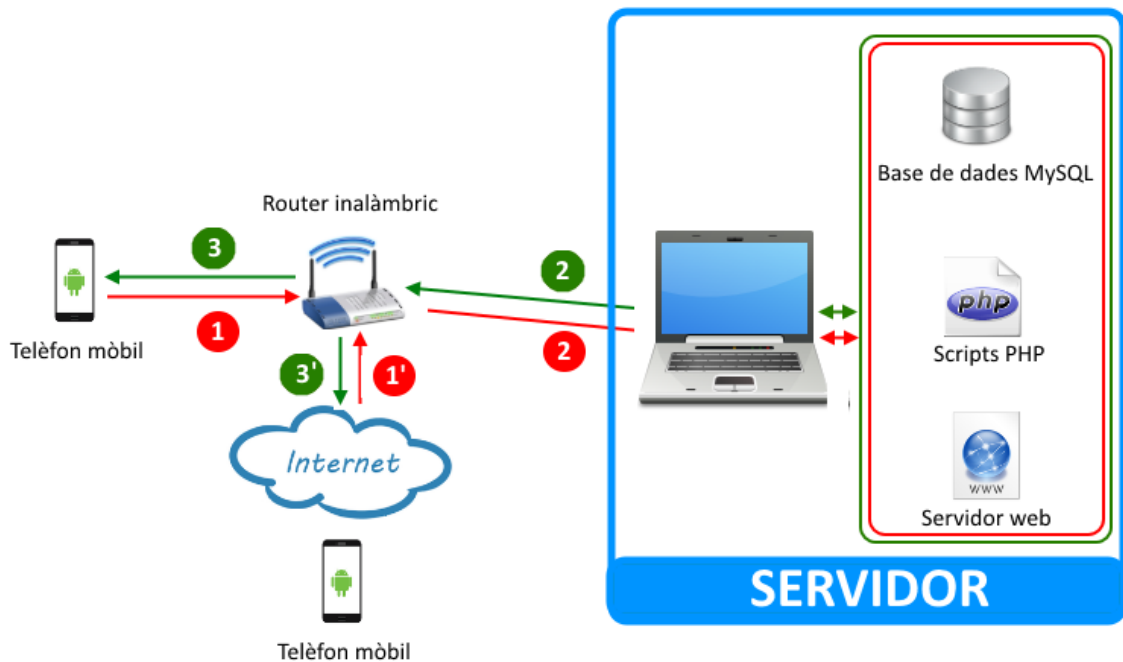 Base de dades MySQL
Router inalàmbric
3
2
php
1
2
Telèfon mòbil
Scripts PHP
3'
1'
Internet
WWW
Servidor web
SERVIDOR
Telèfon mòbil